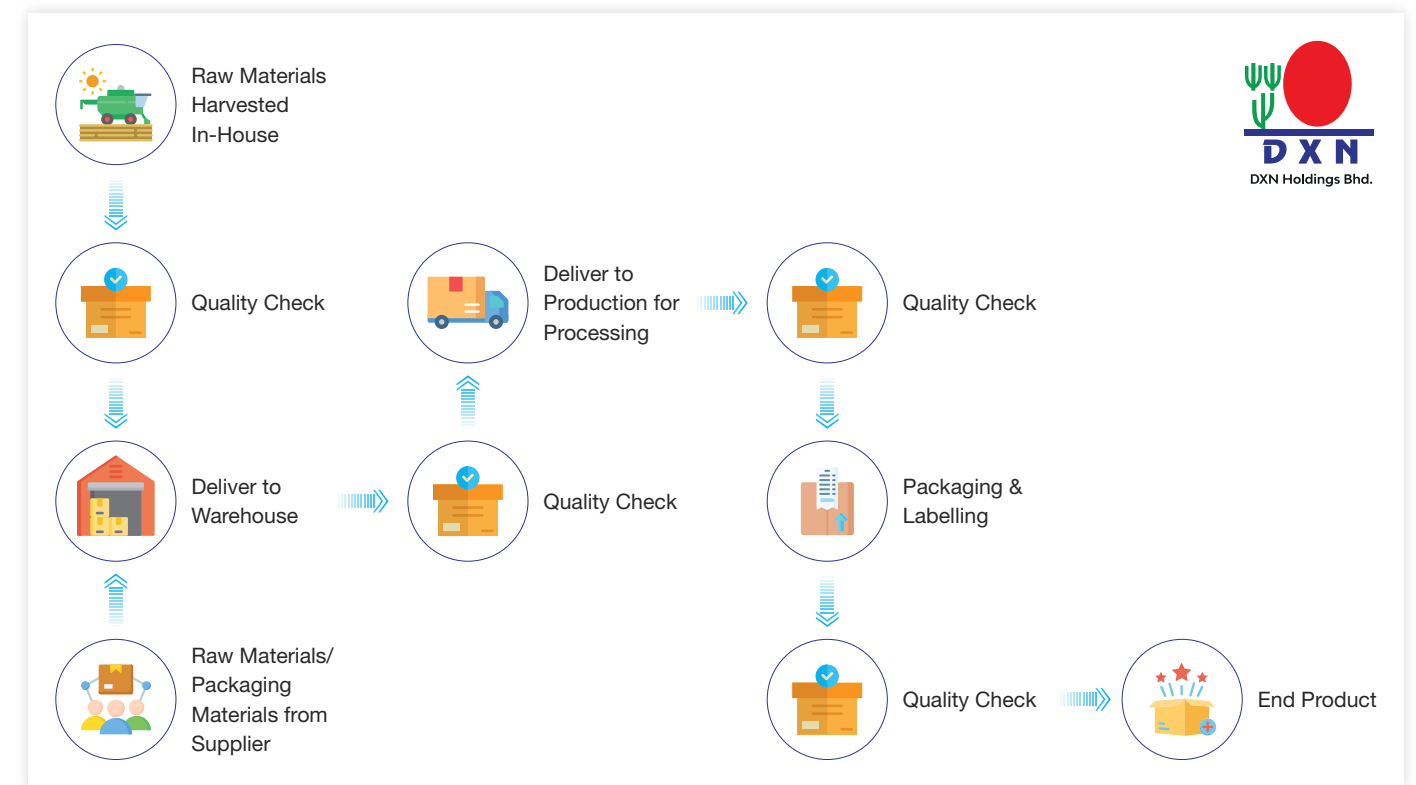 Raw Materials
Harvested
In-House
DXN
DXN Holdings Bhd.
Quality Check
Deliver to
Production for
Processing
Quality Check
Deliver to
Warehouse
Quality Check
Packaging &
Labelling
Raw Materials/
Packaging
Materials from
Supplier
Quality Check
End Product